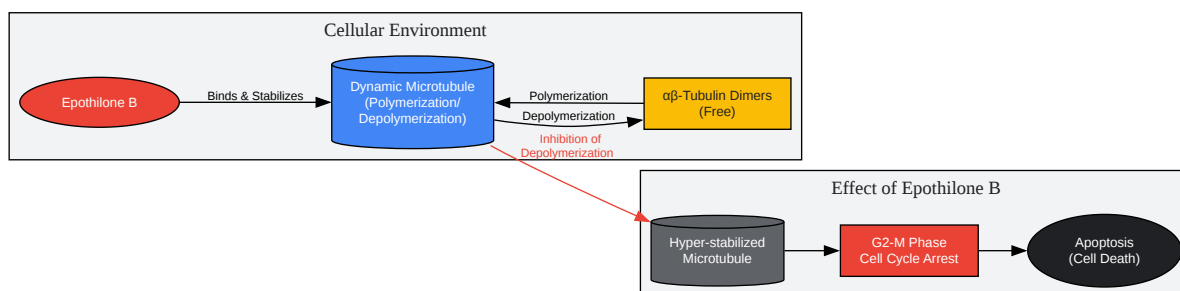 Cellular Environment
Epothilone B
Binds & Stabilizes
Dynamic Microtubule
(Polymerization/
Depolymerization)
Polymerization
Depolymerization
αβ-Tubulin Dimers
(Free)
Inhibition of
Depolymerization
Effect of Epothilone B
Hyper-stabilized
Microtubule
G2-M Phase
Cell Cycle Arrest
Apoptosis
(Cell Death)